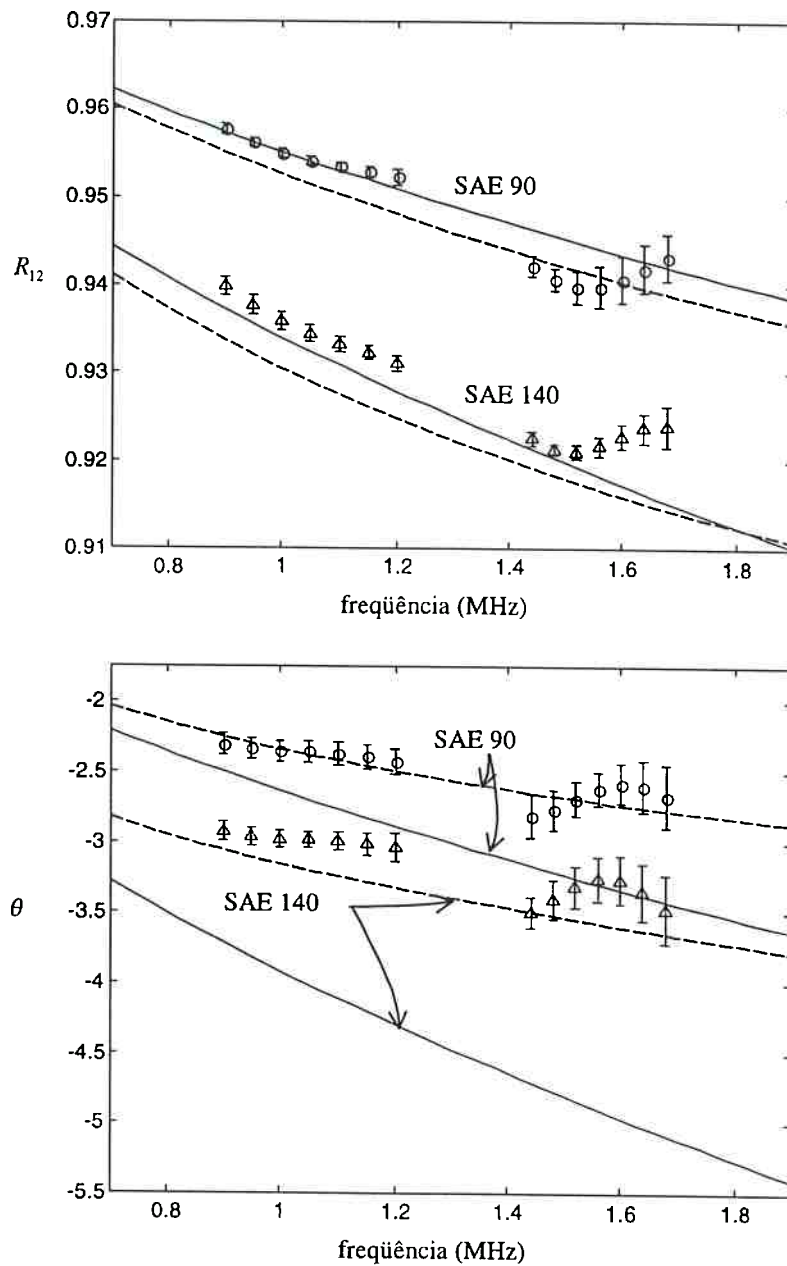 0.97
0.96
0.95
0.94
0.93
0.92
0.91
R12
SAE 90
SAE 140
0.8 1 1.2 1.4 1.6 1.8
freqüência (MHz)
-2
-2.5
-3
-3.5
-4
-4.5
-5
-5.5
θ
SAE 90
SAE 140
0.8 1 1.2 1.4 1.6 1.8
freqüência (MHz)